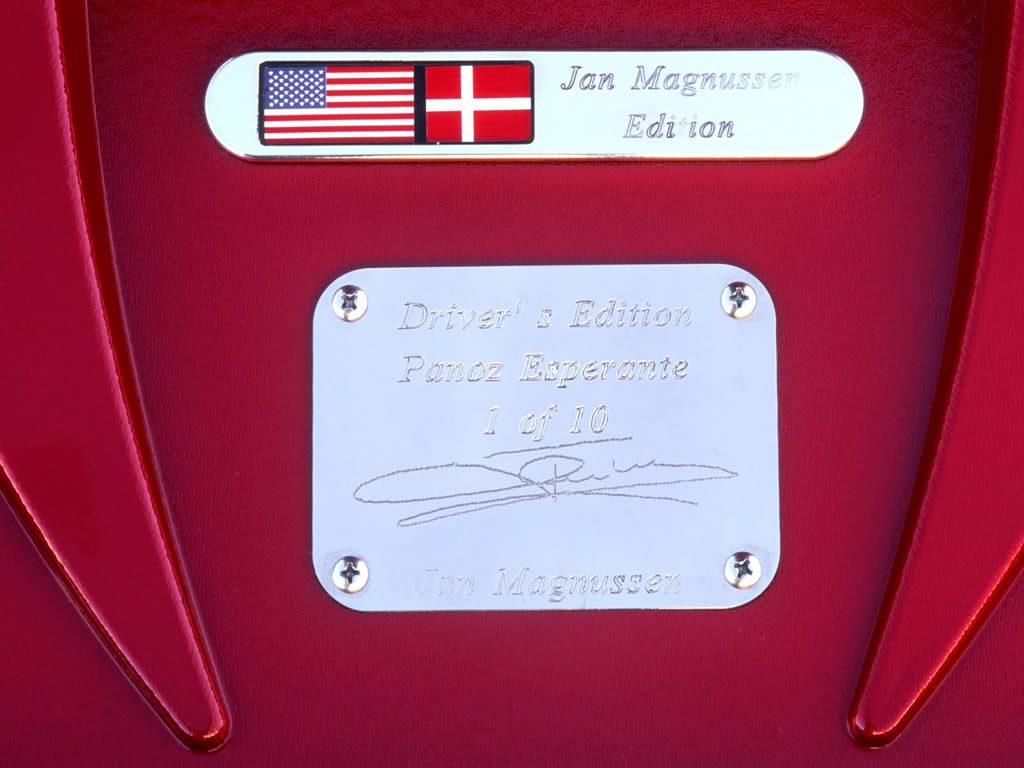 Jan Magnussen
Edition
Driver's Edition
Panoz Esperante
1 of 10
Jan Magnussen